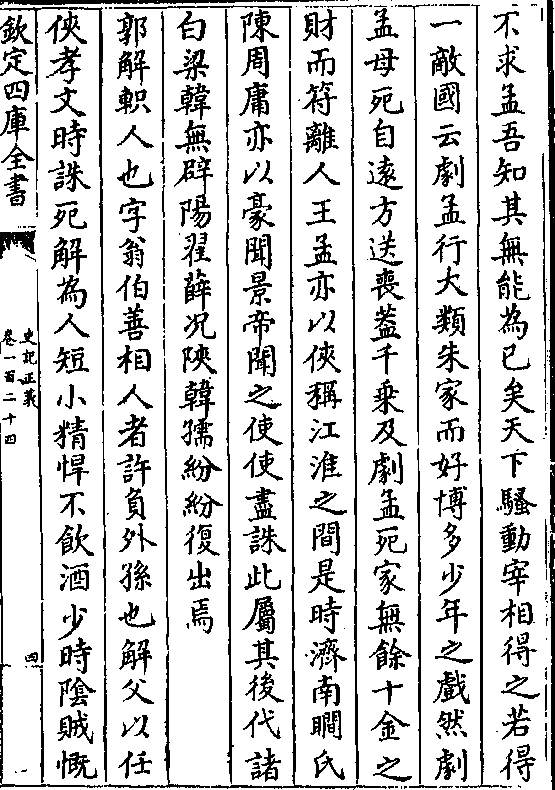 不求孟吾知其無能為已矣天下騷動宰相得之若得
一敵國云劇孟行大類朱家而好博多少年之戲然劇
孟母死自遠方送喪蓋千乗及劇孟死家無餘十金之
財而符離人王孟亦以俠稱江淮之間是時濟南瞯氏
陳周庸亦以豪聞景帝聞之使使盡誅此屬其後代諸
白梁韓無辟陽翟薛况陜韓孺紛紛復出焉
郭解軹人也字翁伯善相人者許負外孫也解父以任
俠孝文時誅死解為人短小精悍不飲酒少時隂賊慨
欽定四庫全書
史記正義
卷一百二十四
四